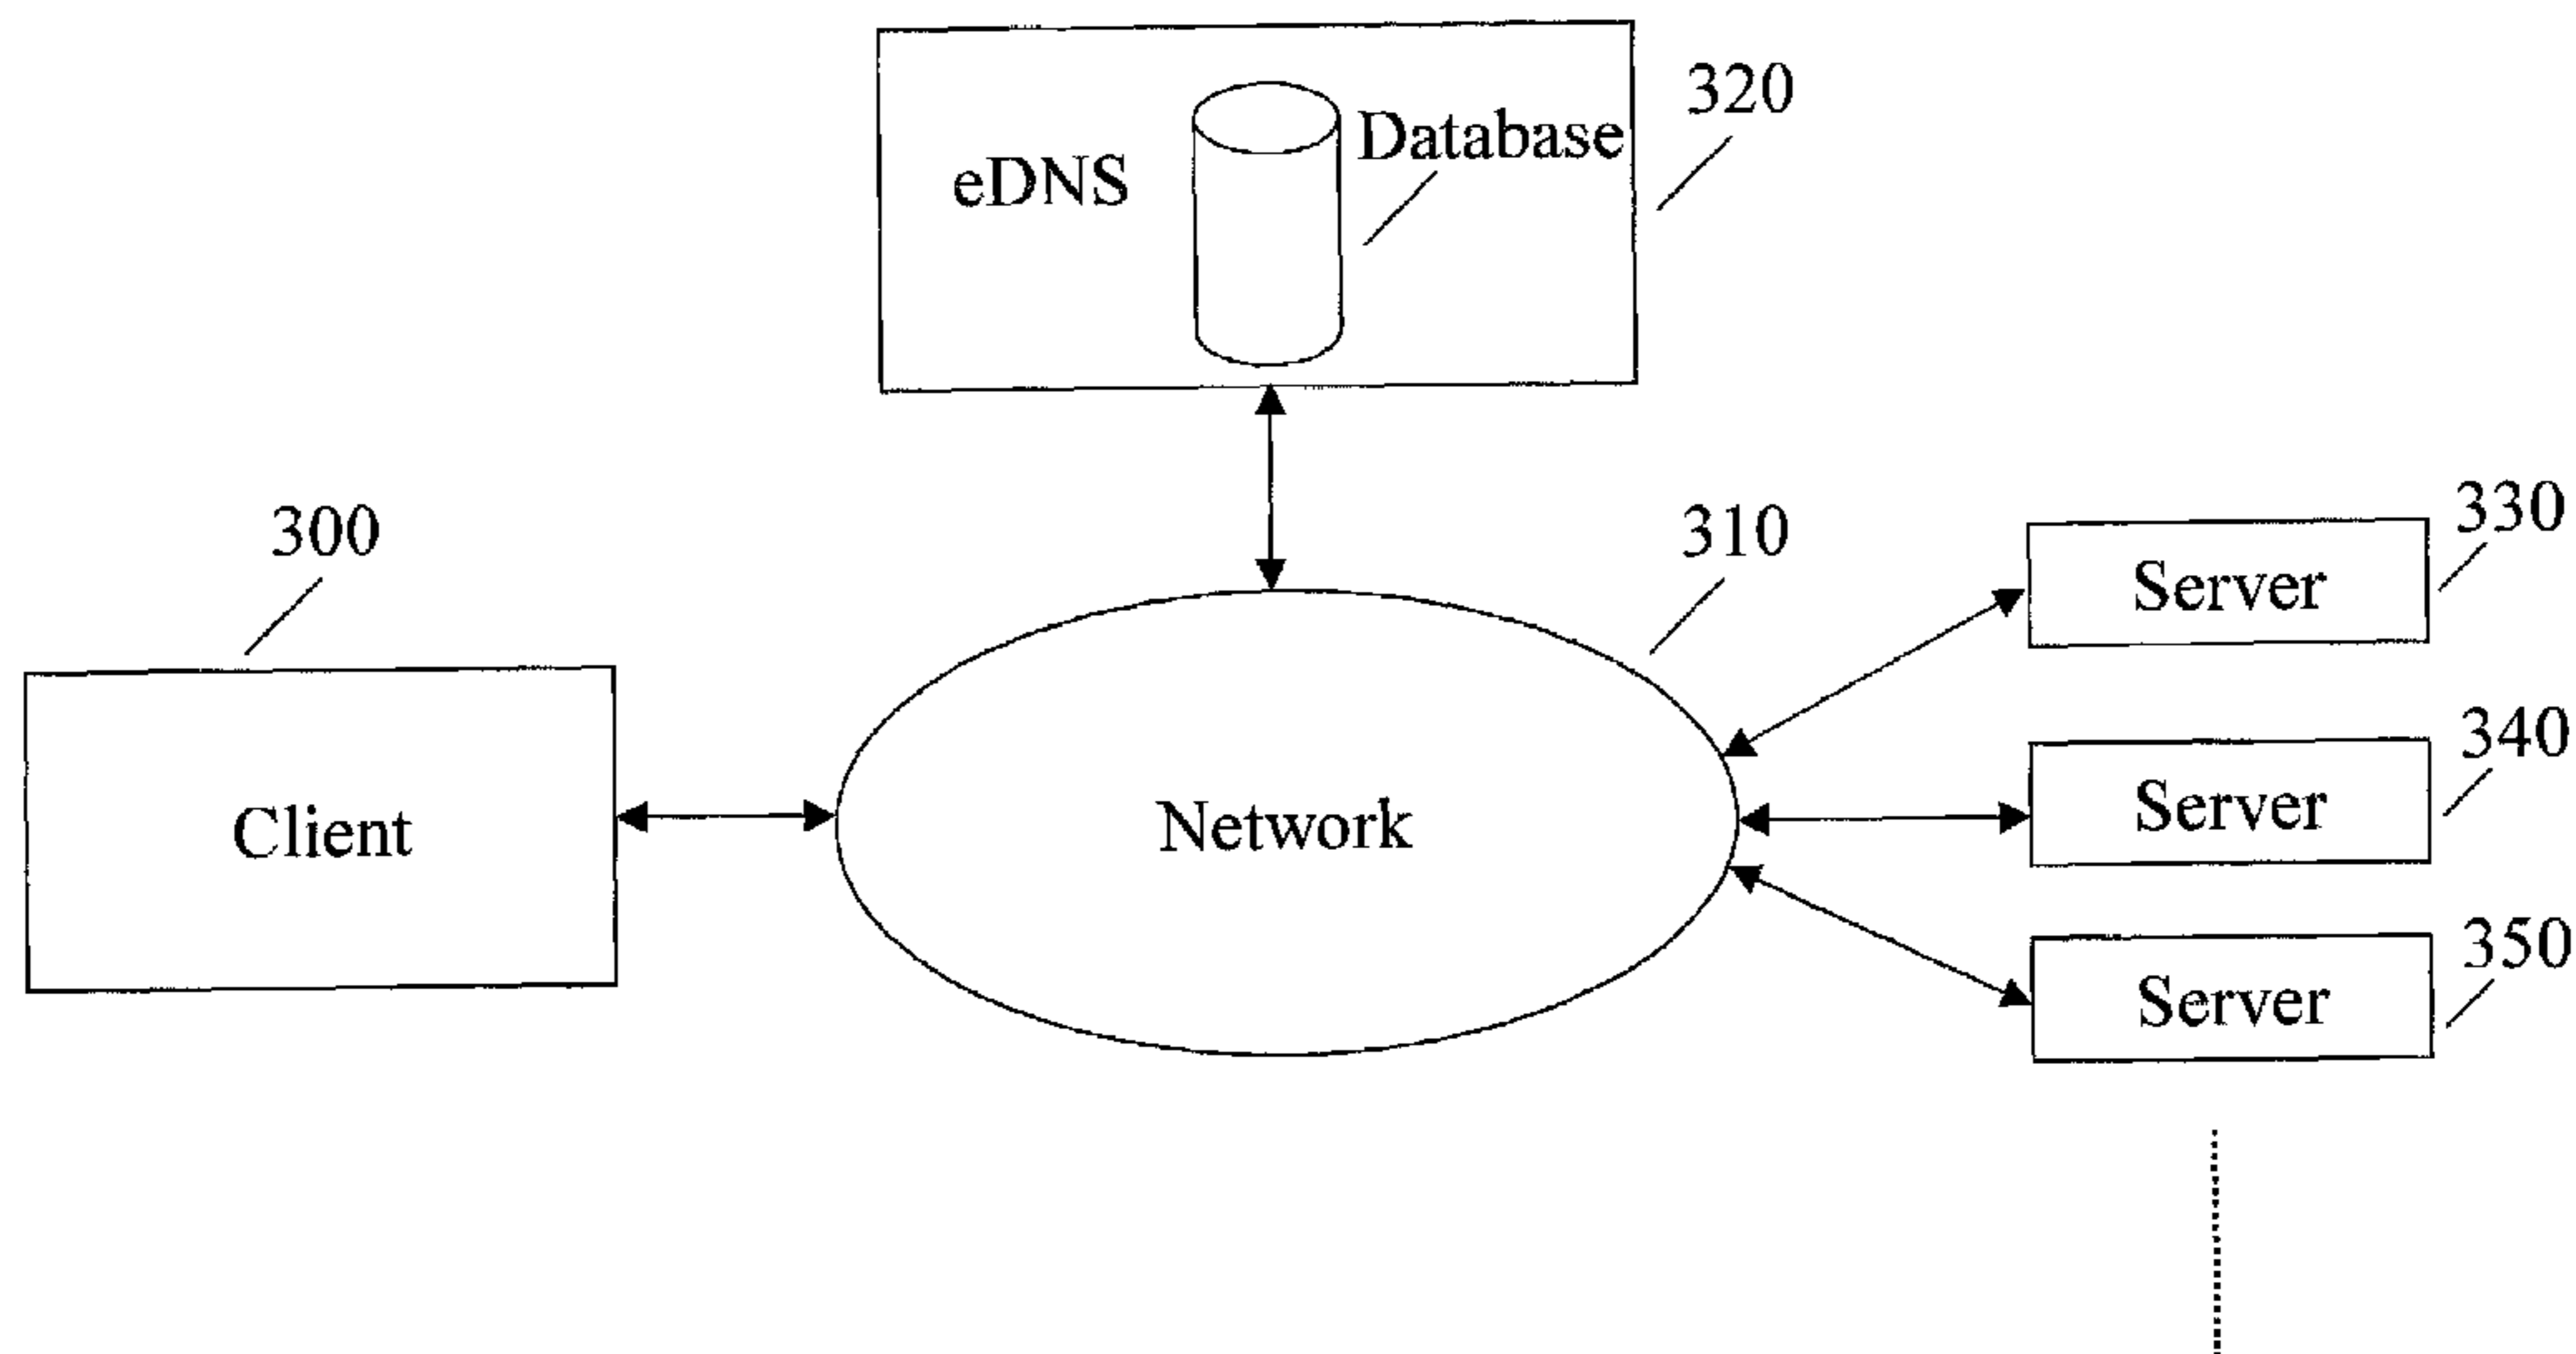 320
Database
eDNS
300
310
330
Server
340
Server
Client
Network
350
Server